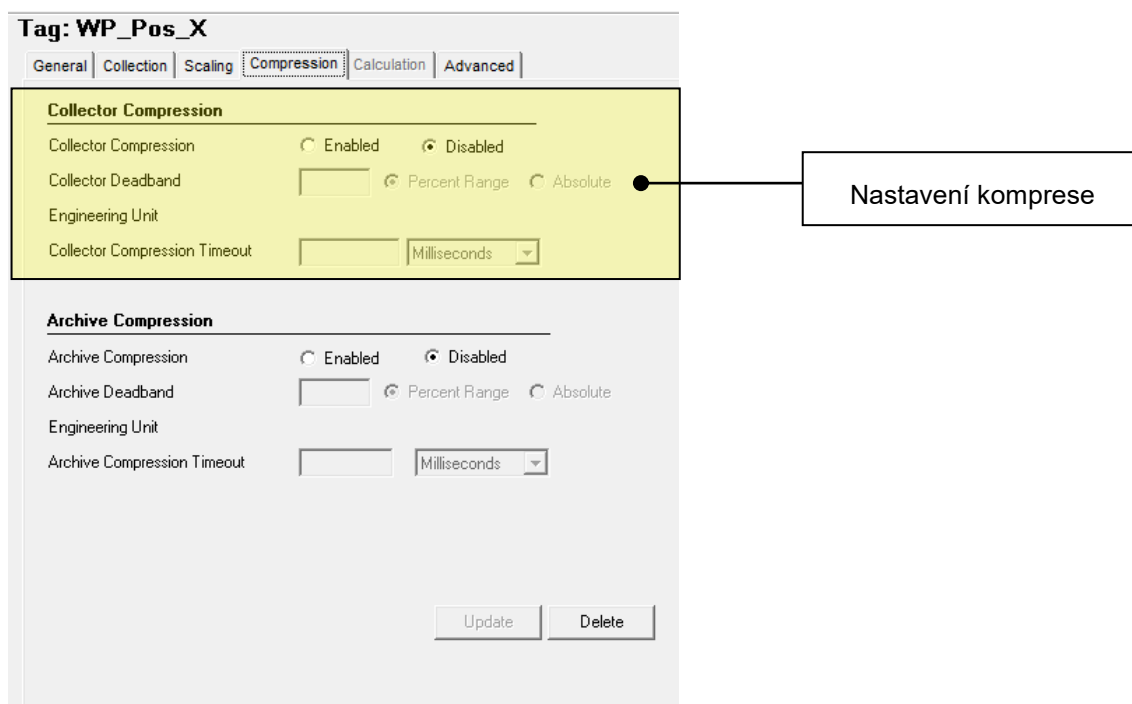 Tag: WP_Pos_X
General Collection Scaling Compression Calculation Advanced
Collector Compression
Collector Compression Enabled Disabled
Collector Deadband Percent Range Absolute
Nastavení komprese
Engineering Unit
Collector Compression Timeout Milliseconds
Archive Compression
Archive Compression Enabled Disabled
Archive Deadband Percent Range Absolute
Engineering Unit
Archive Compression Timeout Milliseconds
Update Delete